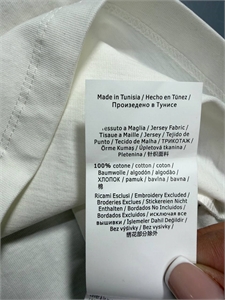 Made in Tunisia / Hecho en Túnez /
Произведено в Тунисе
Tessuto a Maglia / Jersey Fabric /
Tissu Maille / Jersey / Tejido de
Punto / Tecido de Malha / ТРИКОТАЖ /
Örme Kumaş / Úpletová tkanina /
Pletenina / 针织面料
100% cotone / cotton / coton /
Baumwolle / algodón / algodão /
ХЛОПОК / pamuk / bavlna / bavlna /
棉
Ricami Esclusi / Embroidery Excluded /
Broderies Exclues / Stickereien Nicht
Enthalten / Bordados No Incluidos /
Bordados Excluídos / исключая все
вышивки / İşlemeler Dahil Değildir /
Bez výšivky / Bez výšivky /
绣花部分除外